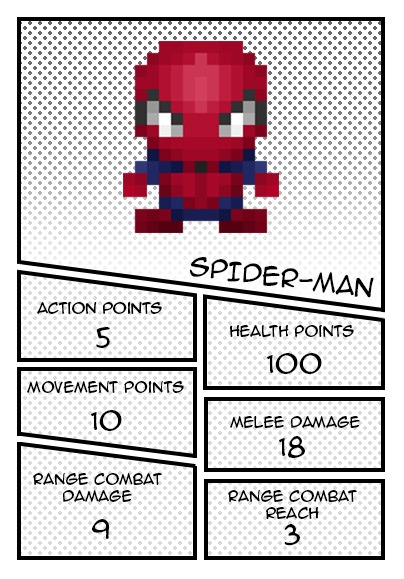 SPIDER-MAN
ACTION POINTS
5
HEALTH POINTS
100
MOVEMENT POINTS
10
MELEE DAMAGE
18
RANGE COMBAT
DAMAGE
9
RANGE COMBAT
REACH
3